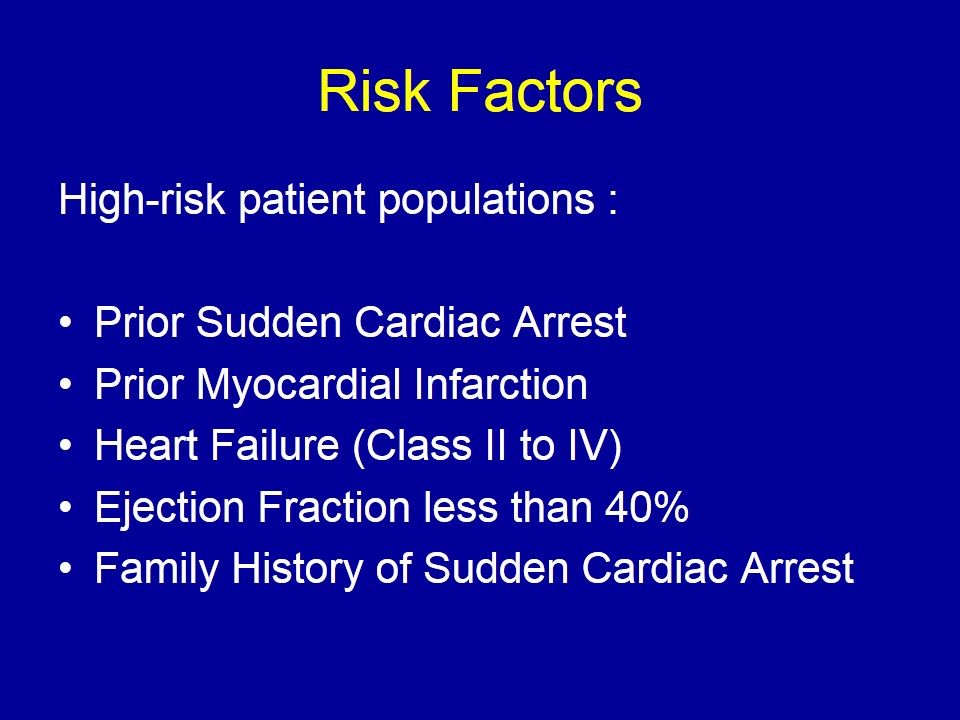 Risk Factors
High-risk patient populations :
• Prior Sudden Cardiac Arrest
• Prior Myocardial Infarction
• Heart Failure (Class II to IV)
• Ejection Fraction less than 40%
• Family History of Sudden Cardiac Arrest